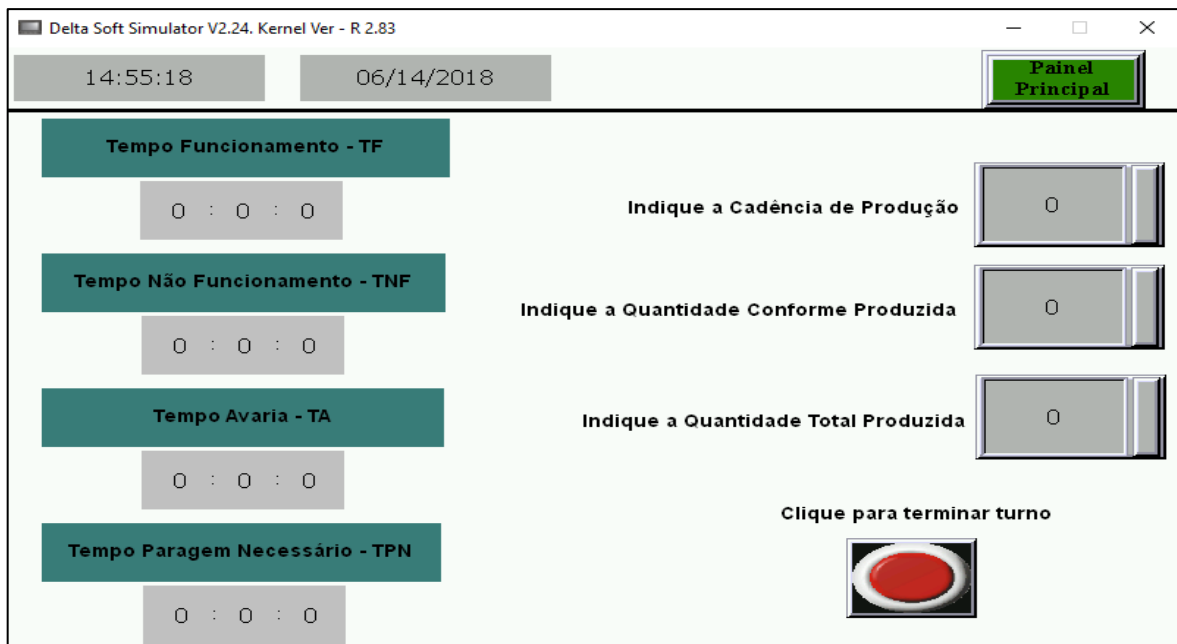 Delta Soft Simulator V2.24. Kernel Ver - R 2.83
14:55:18
06/14/2018
Painel
Principal
Tempo Funcionamento - TF
0 : 0 : 0
Tempo Não Funcionamento - TNF
0 : 0 : 0
Tempo Avaria - TA
0 : 0 : 0
Tempo Paragem Necessário - TPN
0 : 0 : 0
Indique a Cadência de Produção
0
Indique a Quantidade Conforme Produzida
0
Indique a Quantidade Total Produzida
0
Clique para terminar turno